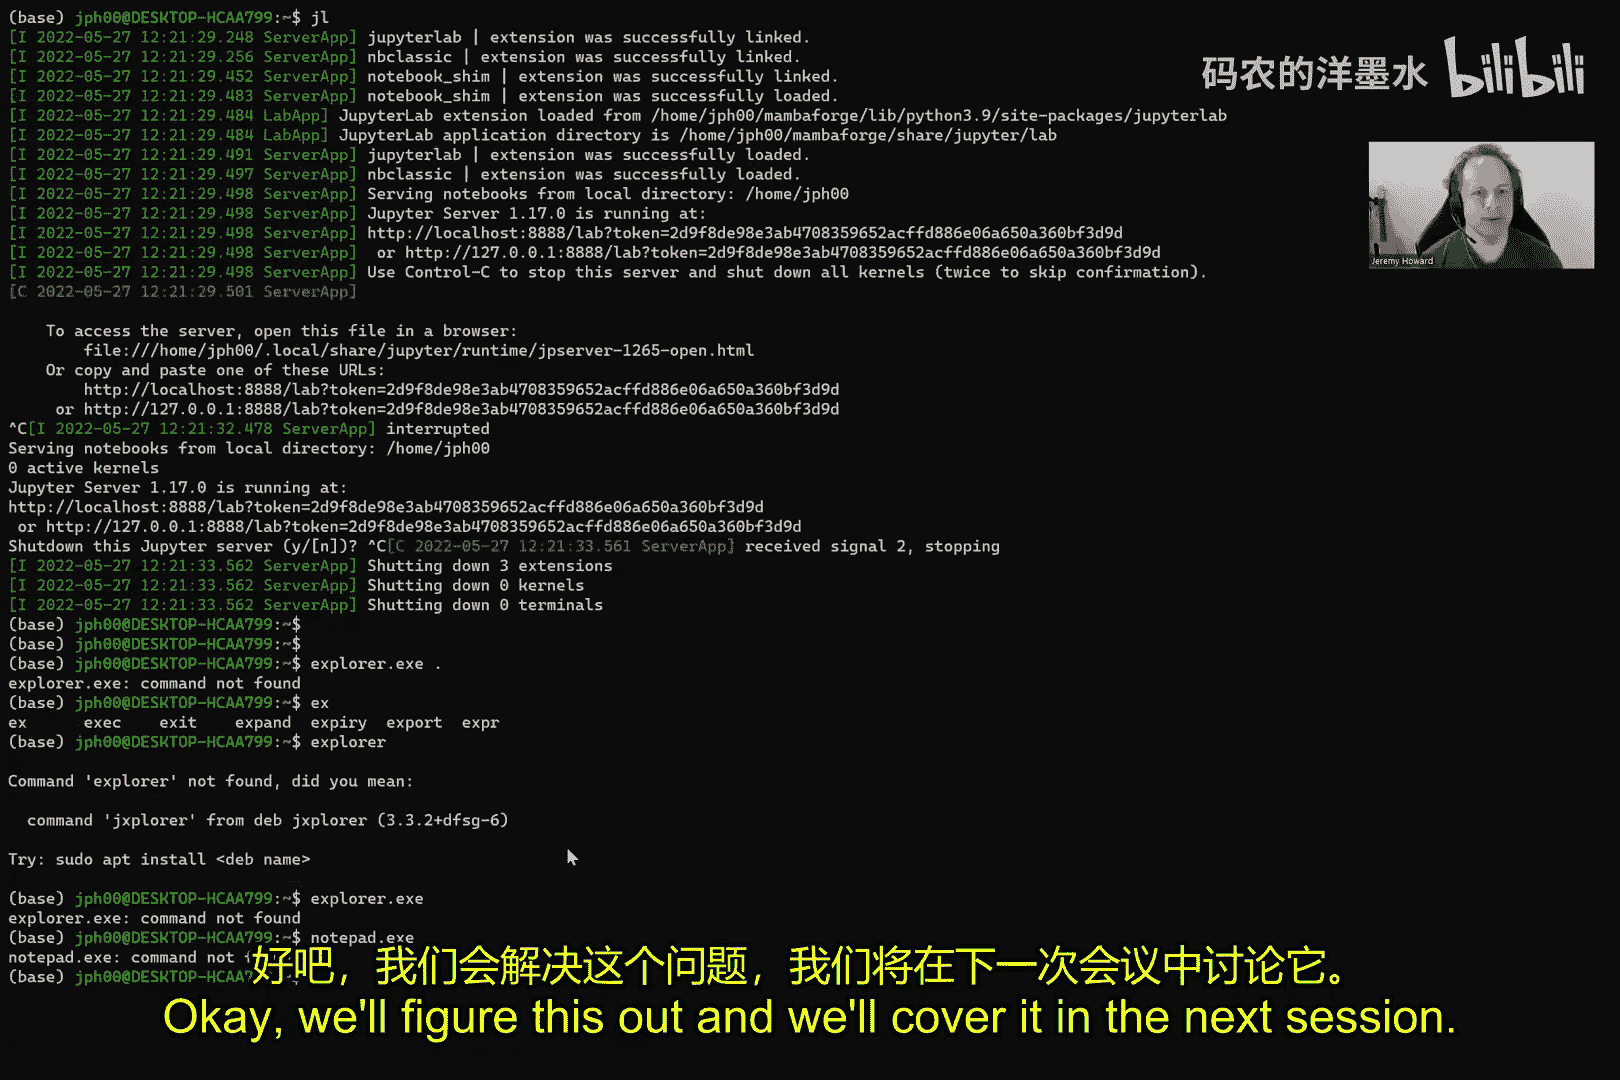 (base) jph00@DESKTOP-HCAA799:~$ jl
[I 2022-05-27 12:21:29.248 ServerApp] jupyterlab | extension was successfully linked.
[I 2022-05-27 12:21:29.256 ServerApp] nbclassic | extension was successfully linked.
[I 2022-05-27 12:21:29.452 ServerApp] notebook_shim | extension was successfully linked.
[I 2022-05-27 12:21:29.483 ServerApp] notebook_shim | extension was successfully loaded.
[I 2022-05-27 12:21:29.484 LabApp] JupyterLab extension loaded from /home/jph00/mambaforge/lib/python3.9/site-packages/jupyterlab
[I 2022-05-27 12:21:29.484 LabApp] JupyterLab application directory is /home/jph00/mambaforge/share/jupyter/lab
[I 2022-05-27 12:21:29.491 ServerApp] jupyterlab | extension was successfully loaded.
[I 2022-05-27 12:21:29.497 ServerApp] nbclassic | extension was successfully loaded.
[I 2022-05-27 12:21:29.498 ServerApp] Serving notebooks from local directory: /home/jph00
[I 2022-05-27 12:21:29.498 ServerApp] Jupyter Server 1.17.0 is running at:
[I 2022-05-27 12:21:29.498 ServerApp] http://localhost:8888/lab?token=2d9f8de98e3ab4708359652acffd886e06a650a360bf3d9d
[I 2022-05-27 12:21:29.498 ServerApp]  or http://127.0.0.1:8888/lab?token=2d9f8de98e3ab4708359652acffd886e06a650a360bf3d9d
[I 2022-05-27 12:21:29.498 ServerApp] Use Control-C to stop this server and shut down all kernels (twice to skip confirmation).
[C 2022-05-27 12:21:29.501 ServerApp]
To access the server, open this file in a browser:
file:///home/jph00/.local/share/jupyter/runtime/jpserver-1265-open.html
Or copy and paste one of these URLs:
http://localhost:8888/lab?token=2d9f8de98e3ab4708359652acffd886e06a650a360bf3d9d
or http://127.0.0.1:8888/lab?token=2d9f8de98e3ab4708359652acffd886e06a650a360bf3d9d
^C[I 2022-05-27 12:21:32.478 ServerApp] interrupted
Serving notebooks from local directory: /home/jph00
0 active kernels
Jupyter Server 1.17.0 is running at:
http://localhost:8888/lab?token=2d9f8de98e3ab4708359652acffd886e06a650a360bf3d9d
or http://127.0.0.1:8888/lab?token=2d9f8de98e3ab4708359652acffd886e06a650a360bf3d9d
Shutdown this Jupyter server (y/[n])? ^C[C 2022-05-27 12:21:33.561 ServerApp] received signal 2, stopping
[I 2022-05-27 12:21:33.562 ServerApp] Shutting down 3 extensions
[I 2022-05-27 12:21:33.562 ServerApp] Shutting down 0 kernels
[I 2022-05-27 12:21:33.562 ServerApp] Shutting down 0 terminals
(base) jph00@DESKTOP-HCAA799:~$
(base) jph00@DESKTOP-HCAA799:~$
(base) jph00@DESKTOP-HCAA799:~$ explorer.exe .
explorer.exe: command not found
(base) jph00@DESKTOP-HCAA799:~$ ex
ex exec exit expand expiry export expr
(base) jph00@DESKTOP-HCAA799:~$ explorer
Command 'explorer' not found, did you mean:
command 'jxplorer' from deb jxplorer (3.3.2+dfsg-6)
Try: sudo apt install <deb name>
(base) jph00@DESKTOP-HCAA799:~$ explorer.exe
explorer.exe: command not found
(base) jph00@DESKTOP-HCAA799:~$ notepad.exe
notepad.exe: command not
(base) jph00@DESKTOP-HCAA799:~$
码农的洋墨水 bilibili
Jeremy Howard
好吧，我们会解决这个问题，我们将在下一次会议中讨论它。
Okay, we'll figure this out and we'll cover it in the next session.